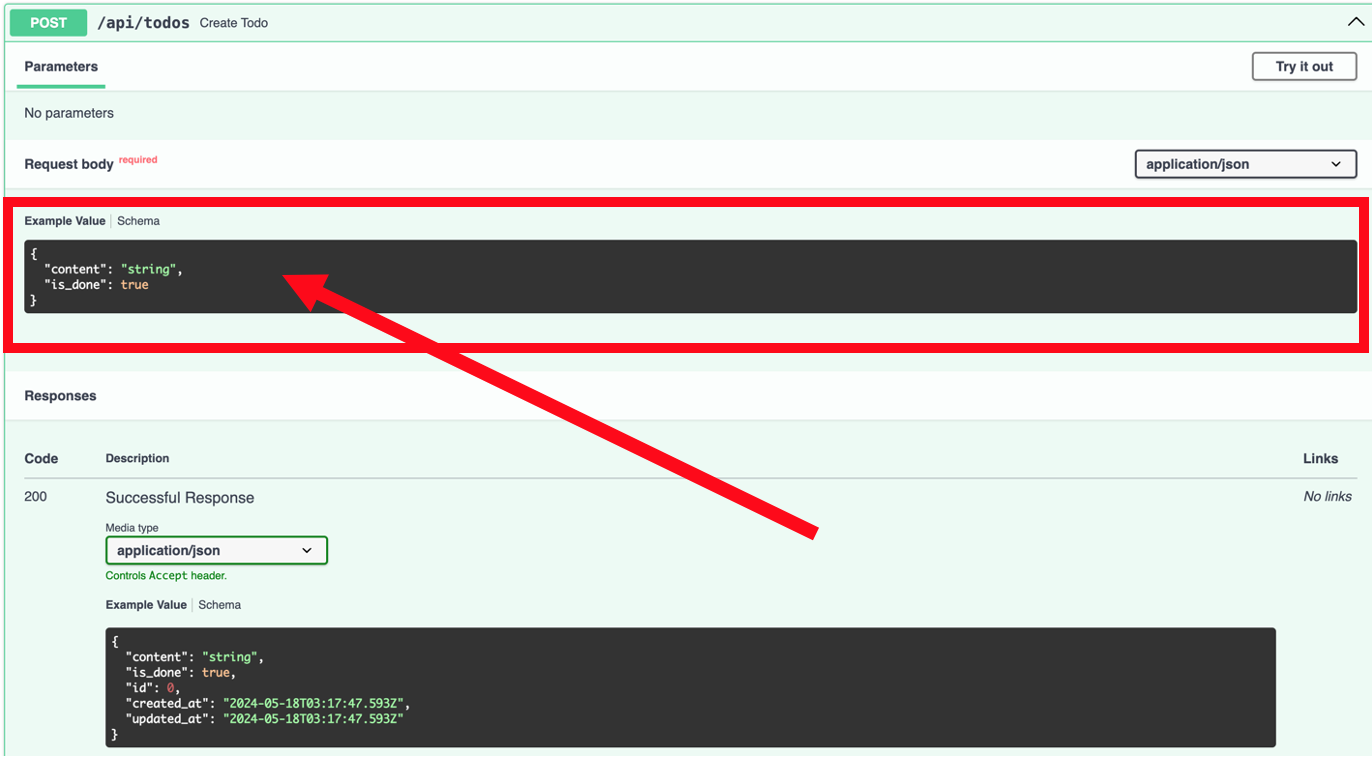 POST /api/todos Create Todo
Parameters
Try it out
No parameters
Request body required
application/json
Example Value Schema
{
  "content": "string",
  "is_done": true
}
Responses
Code Description Links
200 Successful Response No links
Media type
application/json
Controls Accept header.
Example Value Schema
{
  "content": "string",
  "is_done": true,
  "id": 0,
  "created_at": "2024-05-18T03:17:47.593Z",
  "updated_at": "2024-05-18T03:17:47.593Z"
}